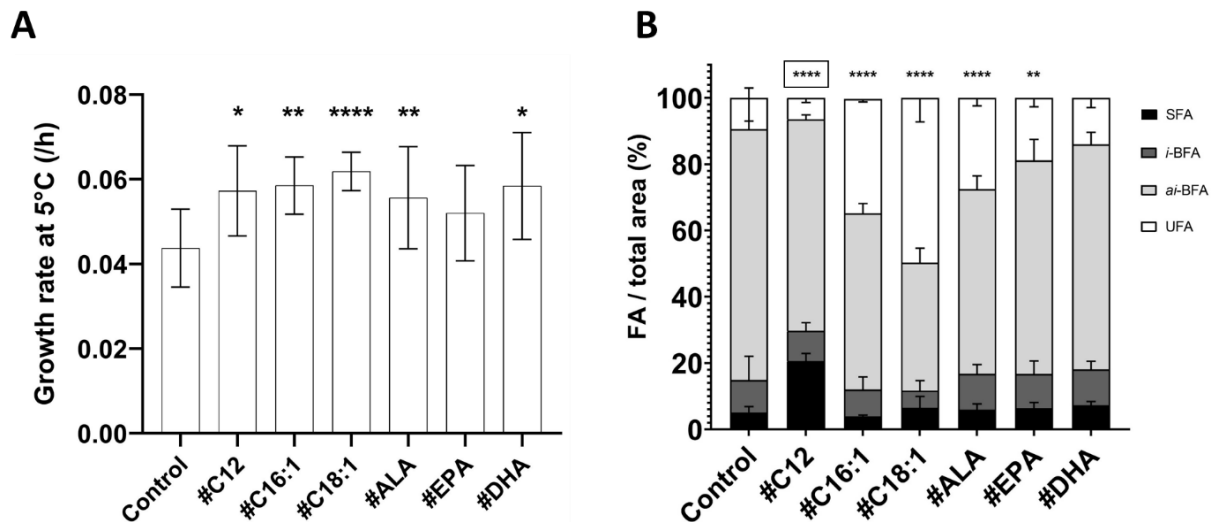 A
Growth rate at 5°C (/h)
0.08
0.06
0.04
0.02
0.00
* ** **** ** *
Control #C12 #C16:1 #C18:1 #ALA #EPA #DHA
B
FA / total area (%)
100
80
60
40
20
0
**** **** **** **** **
Control #C12 #C16:1 #C18:1 #ALA #EPA #DHA
SFA
i-BFA
ai-BFA
UFA